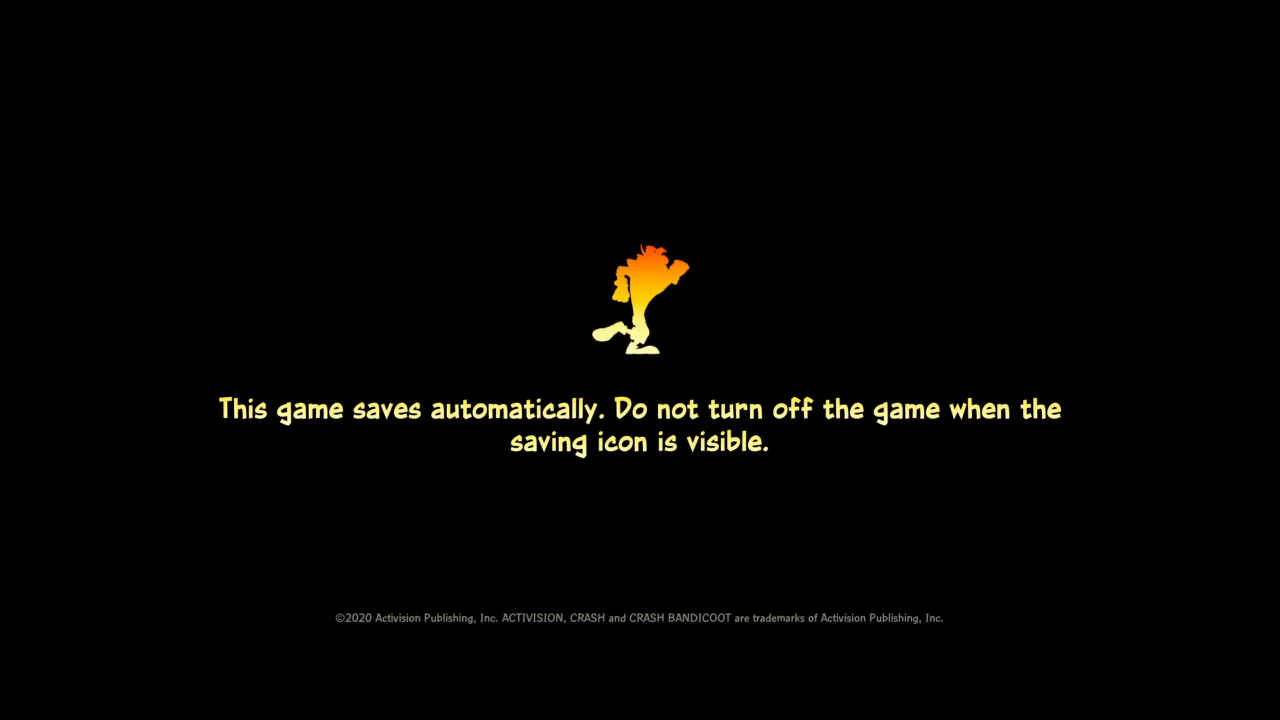 This game saves automatically. Do not turn off the game when the
saving icon is visible.
©2020 Activision Publishing, Inc. ACTIVISION, CRASH and CRASH BANDICOOT are trademarks of Activision Publishing, Inc.